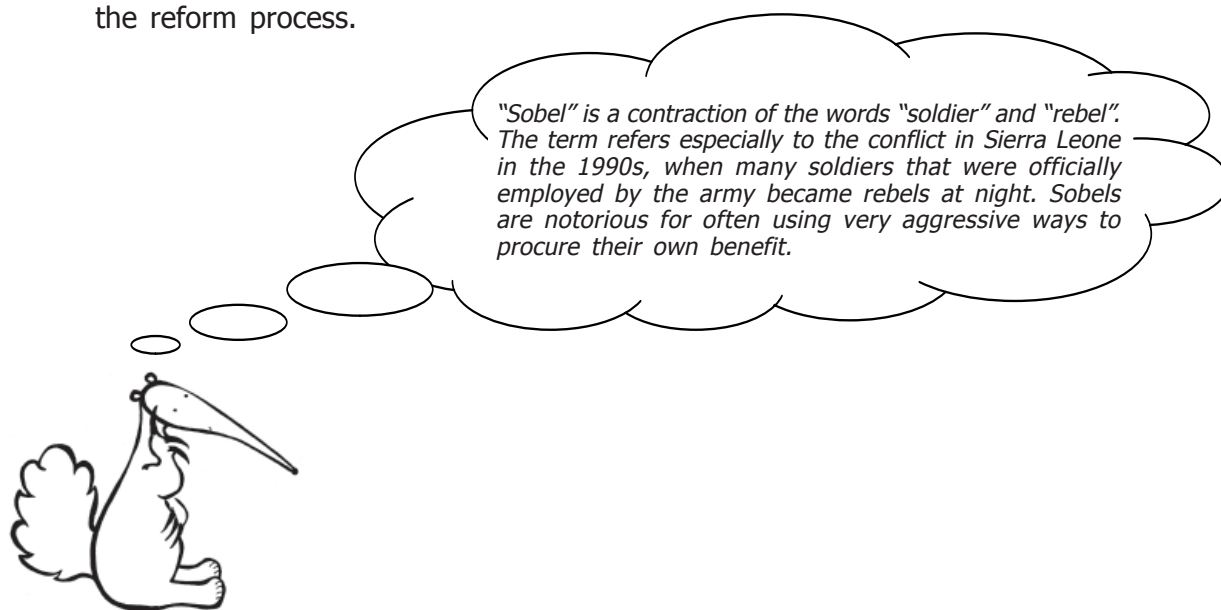 the reform process.
“Sobel” is a contraction of the words “soldier” and “rebel”.
The term refers especially to the conflict in Sierra Leone
in the 1990s, when many soldiers that were officially
employed by the army became rebels at night. Sobels
are notorious for often using very aggressive ways to
procure their own benefit.